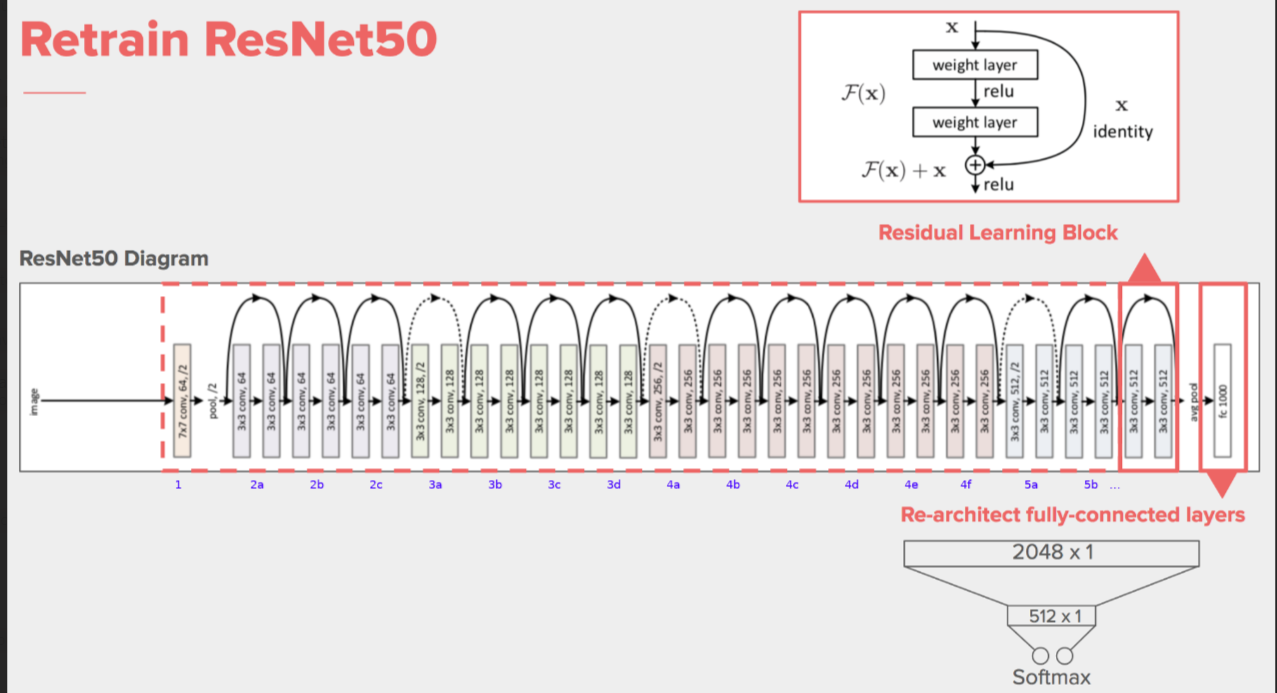 Retrain ResNet50
x
weight layer
F(x)
relu
weight layer
x
identity
F(x) + x
relu
Residual Learning Block
ResNet50 Diagram
image
7x7 conv, 64, /2
pool, /2
3x3 conv, 64
3x3 conv, 64
3x3 conv, 64
3x3 conv, 64
3x3 conv, 64
3x3 conv, 64
3x3 conv, 128, /2
3x3 conv, 128
3x3 conv, 128
3x3 conv, 128
3x3 conv, 128
3x3 conv, 128
3x3 conv, 128
3x3 conv, 128
3x3 conv, 256, /2
3x3 conv, 256
3x3 conv, 256
3x3 conv, 256
3x3 conv, 256
3x3 conv, 256
3x3 conv, 256
3x3 conv, 256
3x3 conv, 256
3x3 conv, 256
3x3 conv, 256
3x3 conv, 256
3x3 conv, 512, /2
3x3 conv, 512
3x3 conv, 512
3x3 conv, 512
3x3 conv, 512
3x3 conv, 512
avg pool
fc 1000
1 2a 2b 2c 3a 3b 3c 3d 4a 4b 4c 4d 4e 4f 5a 5b ...
Re-architect fully-connected layers
2048 x 1
512 x 1
Softmax